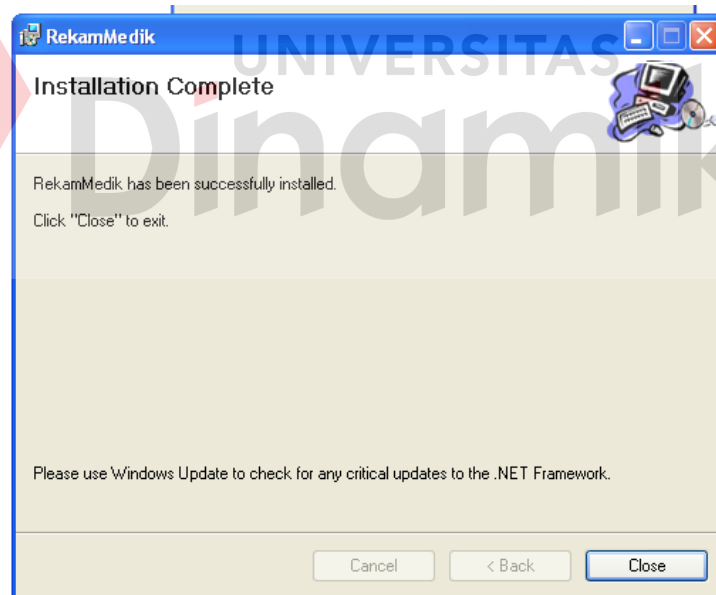 RekamMedik
UNIVERSITAS
Dinamik
Installation Complete
RekamMedik has been successfully installed.
Click "Close" to exit.
Please use Windows Update to check for any critical updates to the .NET Framework.
Cancel
< Back
Close